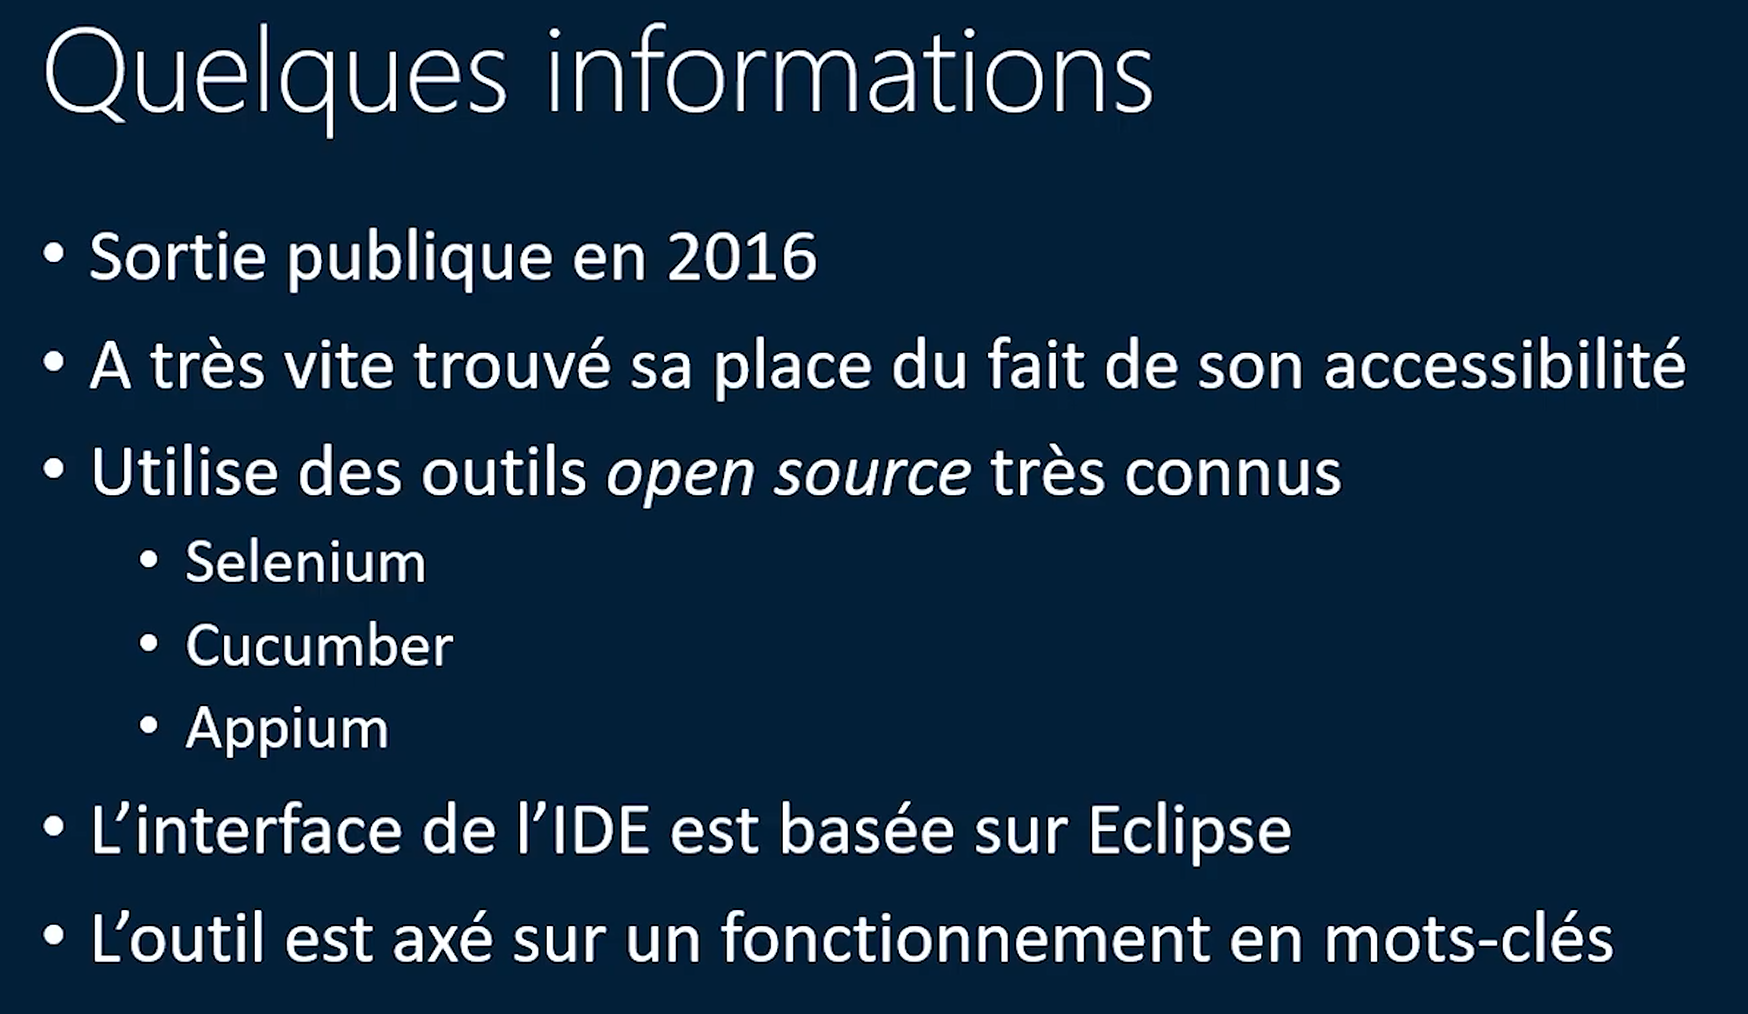 Quelques informations
• Sortie publique en 2016
• A très vite trouvé sa place du fait de son accessibilité
• Utilise des outils open source très connus
• Selenium
• Cucumber
• Appium
• L’interface de l’IDE est basée sur Eclipse
• L’outil est axé sur un fonctionnement en mots-clés